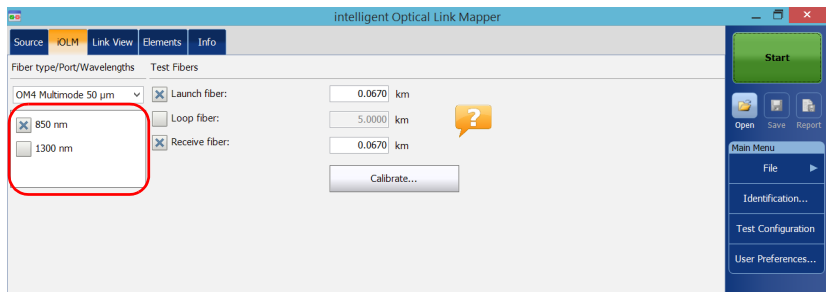 intelligent Optical Link Mapper
Source iOLM Link View Elements Info
Fiber type/Port/Wavelengths Test Fibers
OM4 Multimode 50 µm
850 nm
1300 nm
Launch fiber: 0.0670 km
Loop fiber: 5.0000 km
Receive fiber: 0.0670 km
?
Calibrate...
Start
Open Save Report
Main Menu
File
Identification...
Test Configuration
User Preferences...